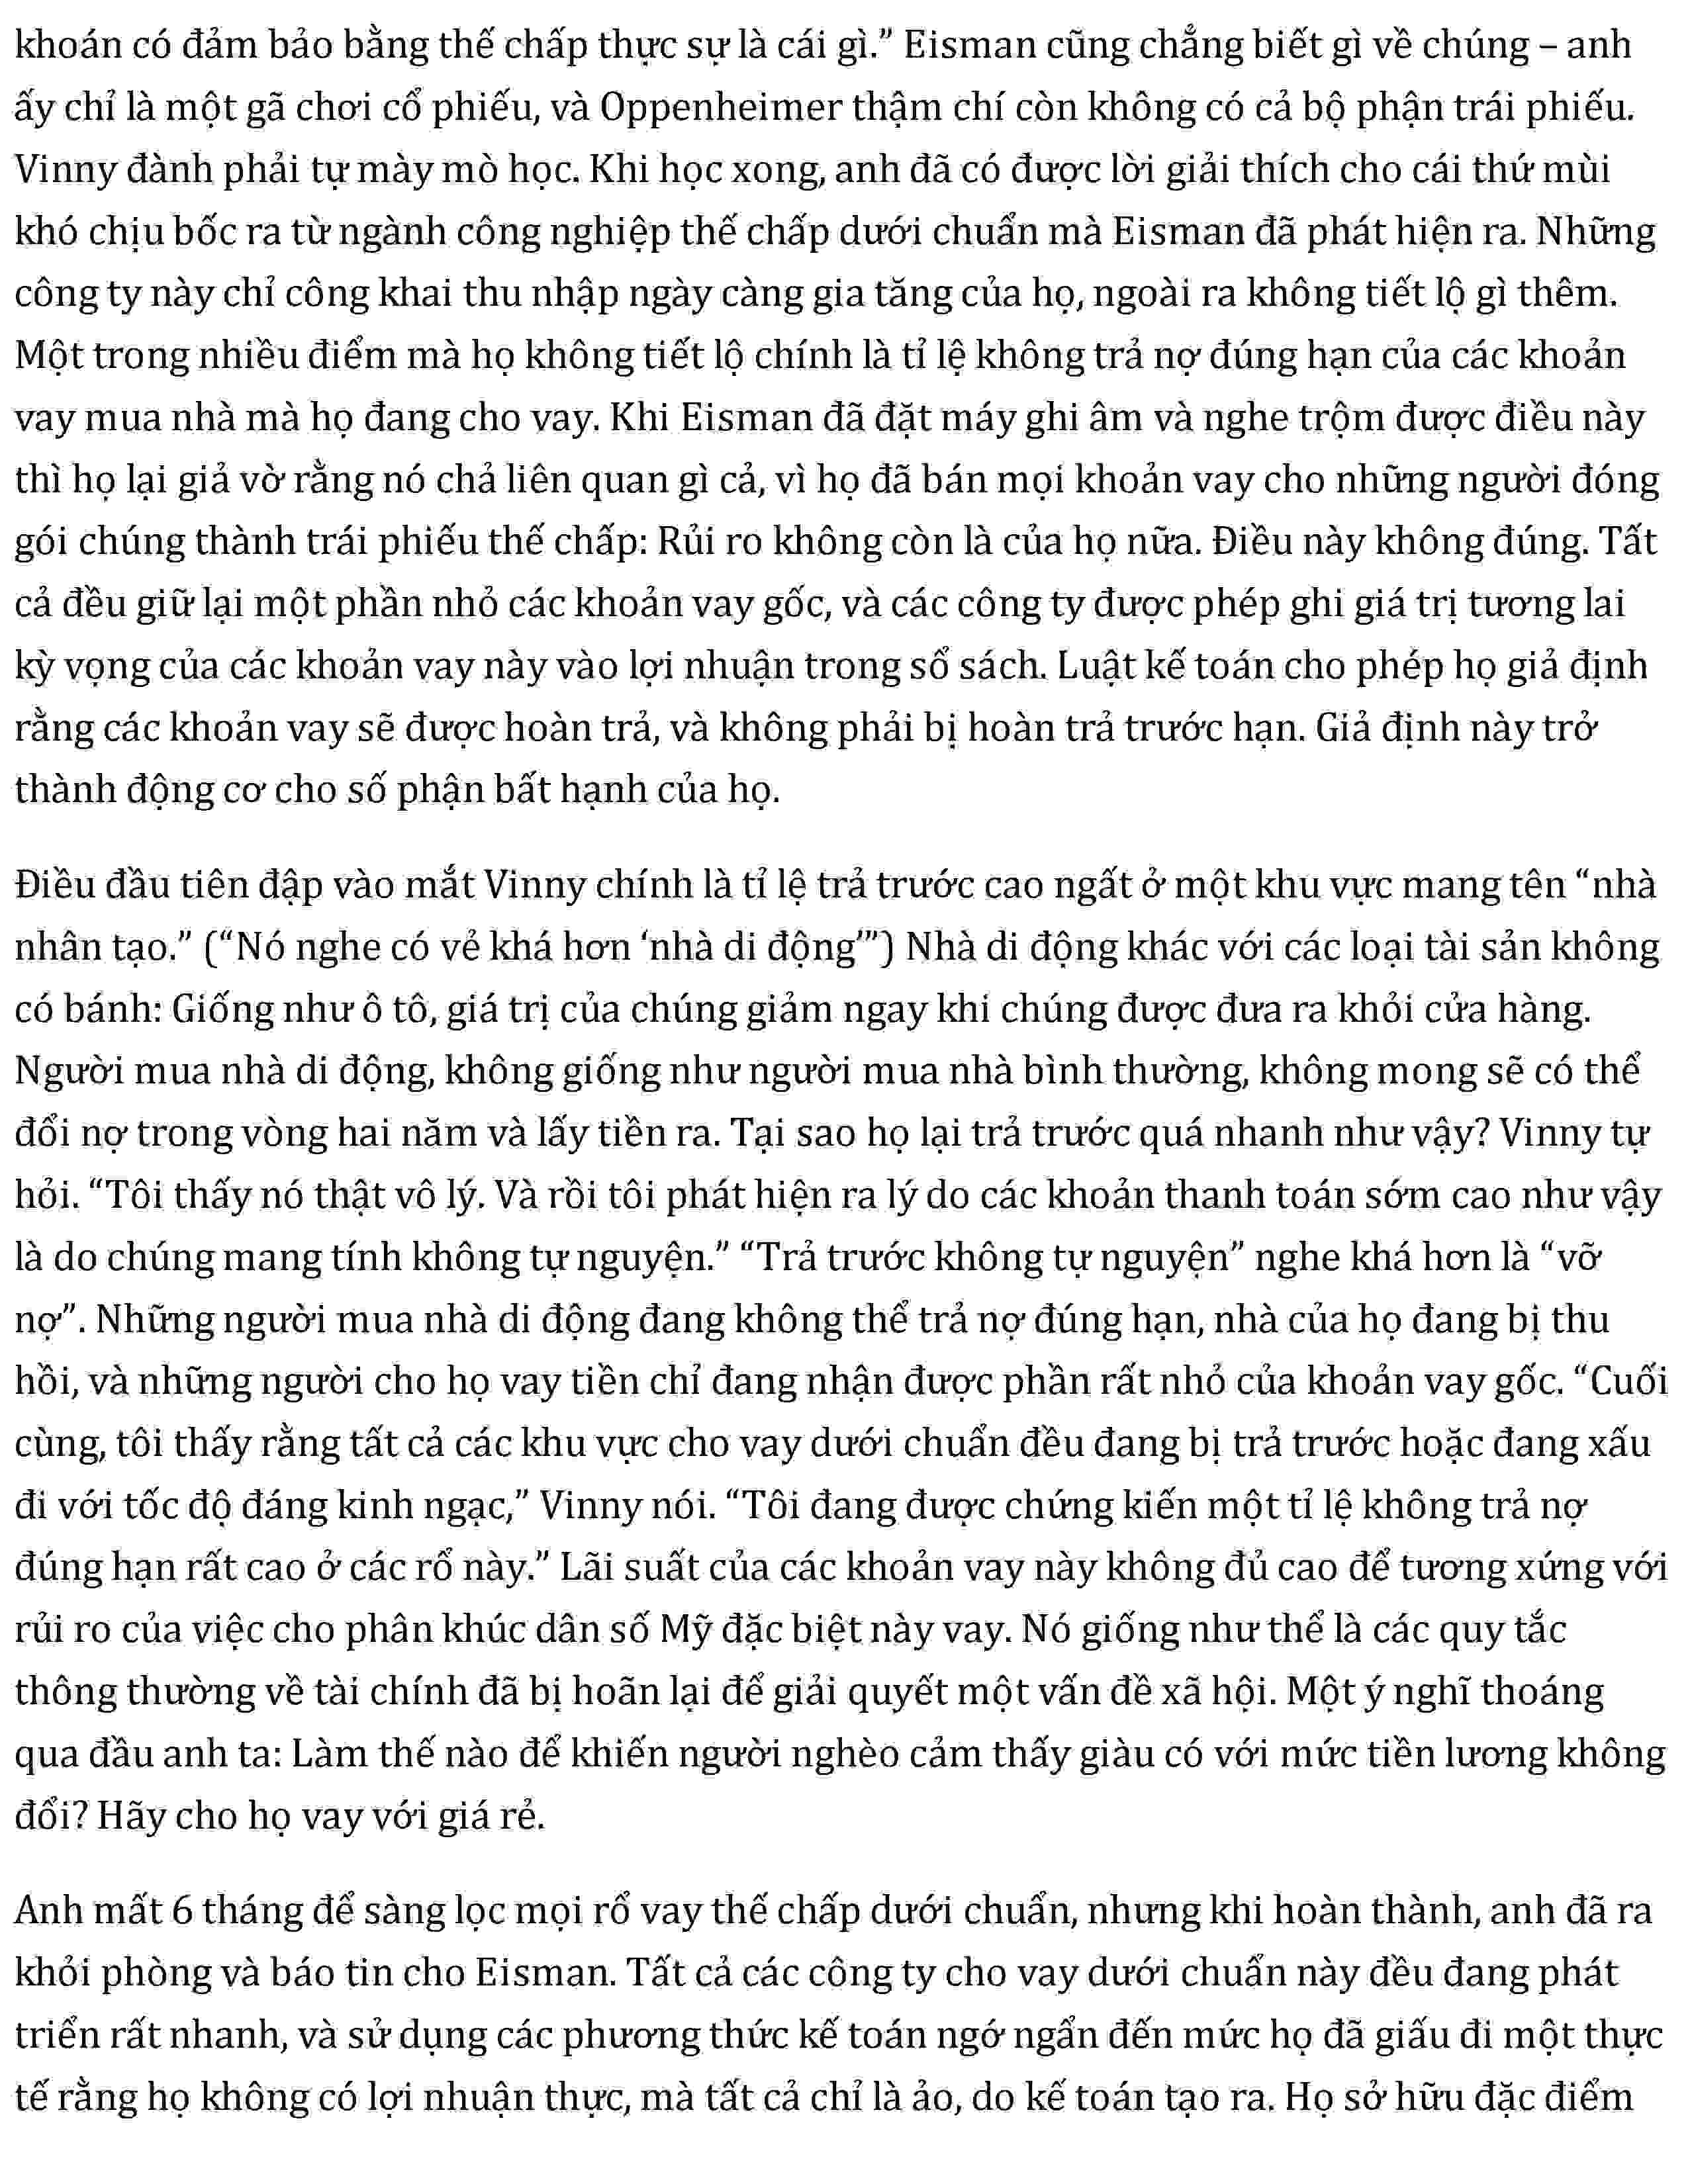 khoán có đảm bảo bằng thế chấp thực sự là cái gì.” Eisman cũng chẳng biết gì về chúng – anh
ấy chỉ là một gã chơi cổ phiếu, và Oppenheimer thậm chí còn không có cả bộ phận trái phiếu.
Vinny đành phải tự mày mò học. Khi học xong, anh đã có được lời giải thích cho cái thứ mùi
khó chịu bốc ra từ ngành công nghiệp thế chấp dưới chuẩn mà Eisman đã phát hiện ra. Những
công ty này chỉ công khai thu nhập ngày càng gia tăng của họ, ngoài ra không tiết lộ gì thêm.
Một trong nhiều điểm mà họ không tiết lộ chính là tỉ lệ không trả nợ đúng hạn của các khoản
vay mua nhà mà họ đang cho vay. Khi Eisman đã đặt máy ghi âm và nghe trộm được điều này
thì họ lại giả vờ rằng nó chả liên quan gì cả, vì họ đã bán mọi khoản vay cho những người đóng
gói chúng thành trái phiếu thế chấp: Rủi ro không còn là của họ nữa. Điều này không đúng. Tất
cả đều giữ lại một phần nhỏ các khoản vay gốc, và các công ty được phép ghi giá trị tương lai
kỳ vọng của các khoản vay này vào lợi nhuận trong sổ sách. Luật kế toán cho phép họ giả định
rằng các khoản vay sẽ được hoàn trả, và không phải bị hoàn trả trước hạn. Giả định này trở
thành động cơ cho số phận bất hạnh của họ.
Điều đầu tiên đập vào mắt Vinny chính là tỉ lệ trả trước cao ngất ở một khu vực mang tên “nhà
nhân tạo.” (“Nó nghe có vẻ khá hơn ‘nhà di động’”) Nhà di động khác với các loại tài sản không
có bánh: Giống như ô tô, giá trị của chúng giảm ngay khi chúng được đưa ra khỏi cửa hàng.
Người mua nhà di động, không giống như người mua nhà bình thường, không mong sẽ có thể
đổi nợ trong vòng hai năm và lấy tiền ra. Tại sao họ lại trả trước quá nhanh như vậy? Vinny tự
hỏi. “Tôi thấy nó thật vô lý. Và rồi tôi phát hiện ra lý do các khoản thanh toán sớm cao như vậy
là do chúng mang tính không tự nguyện.” “Trả trước không tự nguyện” nghe khá hơn là “vỡ
nợ”. Những người mua nhà di động đang không thể trả nợ đúng hạn, nhà của họ đang bị thu
hồi, và những người cho họ vay tiền chỉ đang nhận được phần rất nhỏ của khoản vay gốc. “Cuối
cùng, tôi thấy rằng tất cả các khu vực cho vay dưới chuẩn đều đang bị trả trước hoặc đang xấu
đi với tốc độ đáng kinh ngạc,” Vinny nói. “Tôi đang được chứng kiến một tỉ lệ không trả nợ
đúng hạn rất cao ở các rổ này.” Lãi suất của các khoản vay này không đủ cao để tương xứng với
rủi ro của việc cho phân khúc dân số Mỹ đặc biệt này vay. Nó giống như thể là các quy tắc
thông thường về tài chính đã bị hoãn lại để giải quyết một vấn đề xã hội. Một ý nghĩ thoáng
qua đầu anh ta: Làm thế nào để khiến người nghèo cảm thấy giàu có với mức tiền lương không
đổi? Hãy cho họ vay với giá rẻ.
Anh mất 6 tháng để sàng lọc mọi rổ vay thế chấp dưới chuẩn, nhưng khi hoàn thành, anh đã ra
khỏi phòng và báo tin cho Eisman. Tất cả các công ty cho vay dưới chuẩn này đều đang phát
triển rất nhanh, và sử dụng các phương thức kế toán ngớ ngẩn đến mức họ đã giấu đi một thực
tế rằng họ không có lợi nhuận thực, mà tất cả chỉ là ảo, do kế toán tạo ra. Họ sở hữu đặc điểm